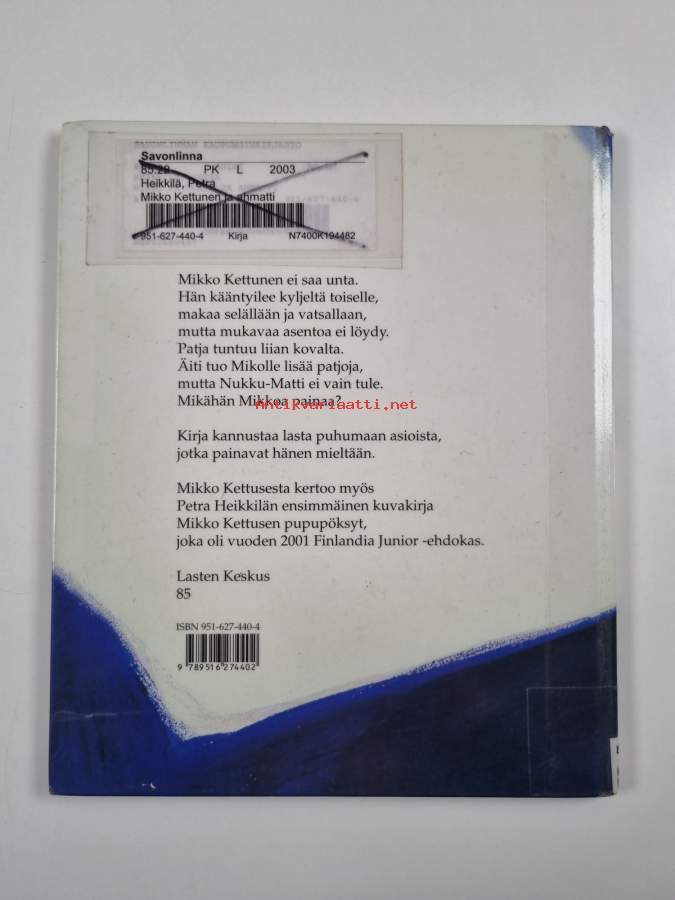 Savonlinna
85.22 PK L 2003
Heikkilä, Petra
Mikko Kettunen ja ahmatti
951-627-440-4 Kirja N7400K194482
Mikko Kettunen ei saa unta.
Hän kääntyilee kyljeltä toiselle,
makaa selällään ja vatsallaan,
mutta mukavaa asentoa ei löydy.
Patja tuntuu liian kovalta.
Äiti tuo Mikolle lisää patjoja,
mutta Nukku-Matti ei vain tule.
Mikähän Mikkoa painaa?
Antikvariaatti.net
Kirja kannustaa lasta puhumaan asioista,
jotka painavat hänen mieltään.
Mikko Kettusesta kertoo myös
Petra Heikkilän ensimmäinen kuvakirja
Mikko Kettusen pupupöksyt,
joka oli vuoden 2001 Finlandia Junior -ehdokas.
Lasten Keskus
85
ISBN 951-627-440-4
9 789516 274402